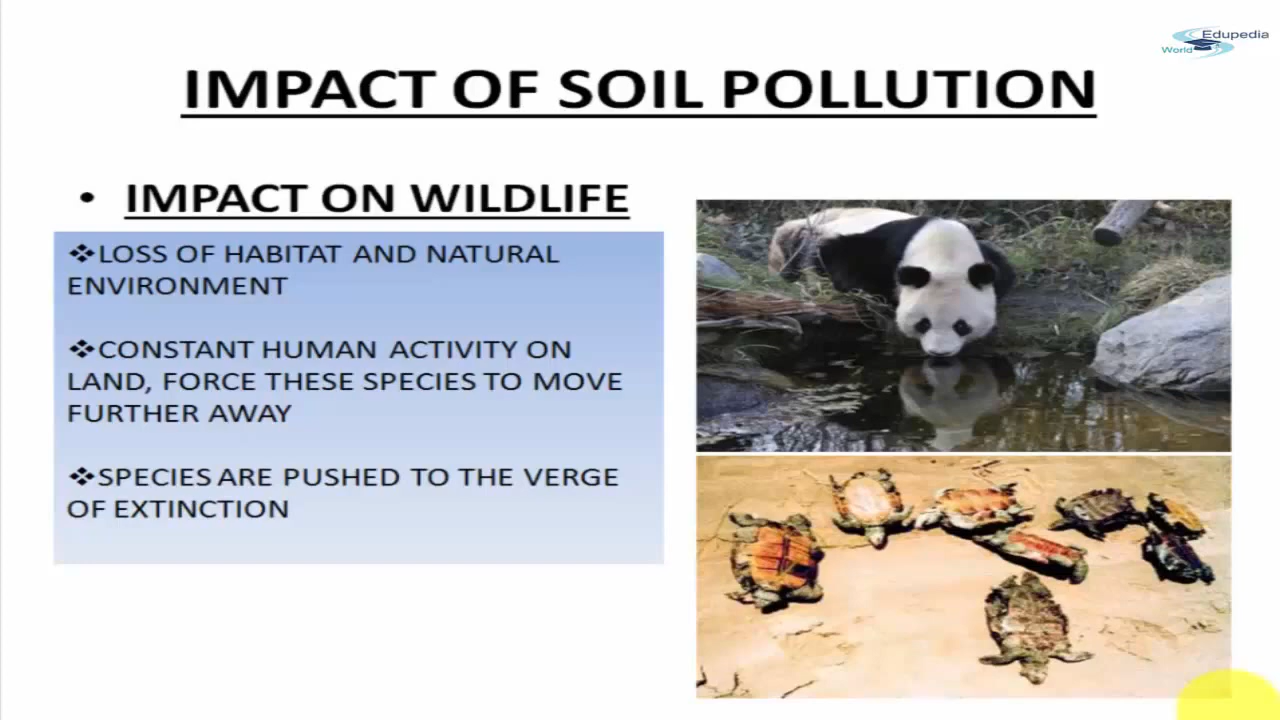 Edupedia
World
IMPACT OF SOIL POLLUTION
• IMPACT ON WILDLIFE
❖LOSS OF HABITAT AND NATURAL
ENVIRONMENT
❖CONSTANT HUMAN ACTIVITY ON
LAND, FORCE THESE SPECIES TO MOVE
FURTHER AWAY
❖SPECIES ARE PUSHED TO THE VERGE
OF EXTINCTION